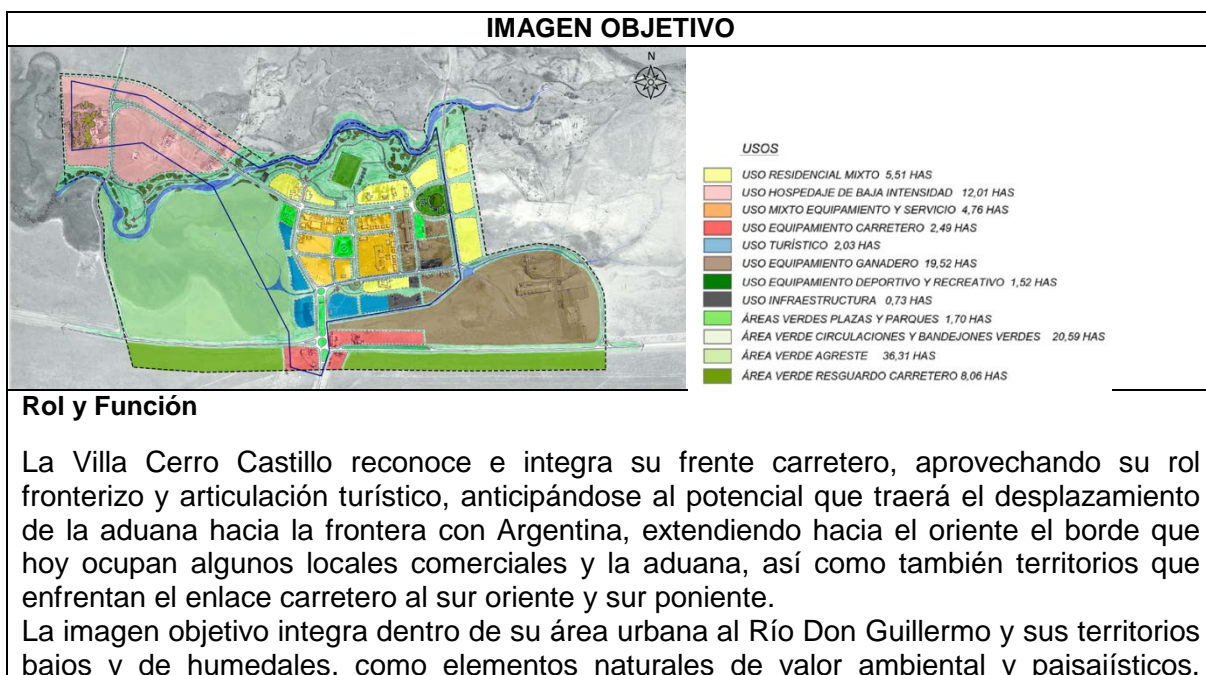 IMAGEN OBJETIVO
N
USOS
USO RESIDENCIAL MIXTO 5,51 HAS
USO HOSPEDAJE DE BAJA INTENSIDAD 12,01 HAS
USO MIXTO EQUIPAMIENTO Y SERVICIO 4,76 HAS
USO EQUIPAMIENTO CARRETERO 2,49 HAS
USO TURÍSTICO 2,03 HAS
USO EQUIPAMIENTO GANADERO 19,52 HAS
USO EQUIPAMIENTO DEPORTIVO Y RECREATIVO 1,52 HAS
USO INFRAESTRUCTURA 0,73 HAS
ÁREAS VERDES PLAZAS Y PARQUES 1,70 HAS
ÁREA VERDE CIRCULACIONES Y BANDEJONES VERDES 20,59 HAS
ÁREA VERDE AGRESTE 36,31 HAS
ÁREA VERDE RESGUARDO CARRETERO 8,06 HAS
Rol y Función
La Villa Cerro Castillo reconoce e integra su frente carretero, aprovechando su rol
fronterizo y articulación turístico, anticipándose al potencial que traerá el desplazamiento
de la aduana hacia la frontera con Argentina, extendiendo hacia el oriente el borde que
hoy ocupan algunos locales comerciales y la aduana, así como también territorios que
enfrentan el enlace carretero al sur oriente y sur poniente.
La imagen objetivo integra dentro de su área urbana al Río Don Guillermo y sus territorios
bajos y de humedales, como elementos naturales de valor ambiental y paisajísticos,